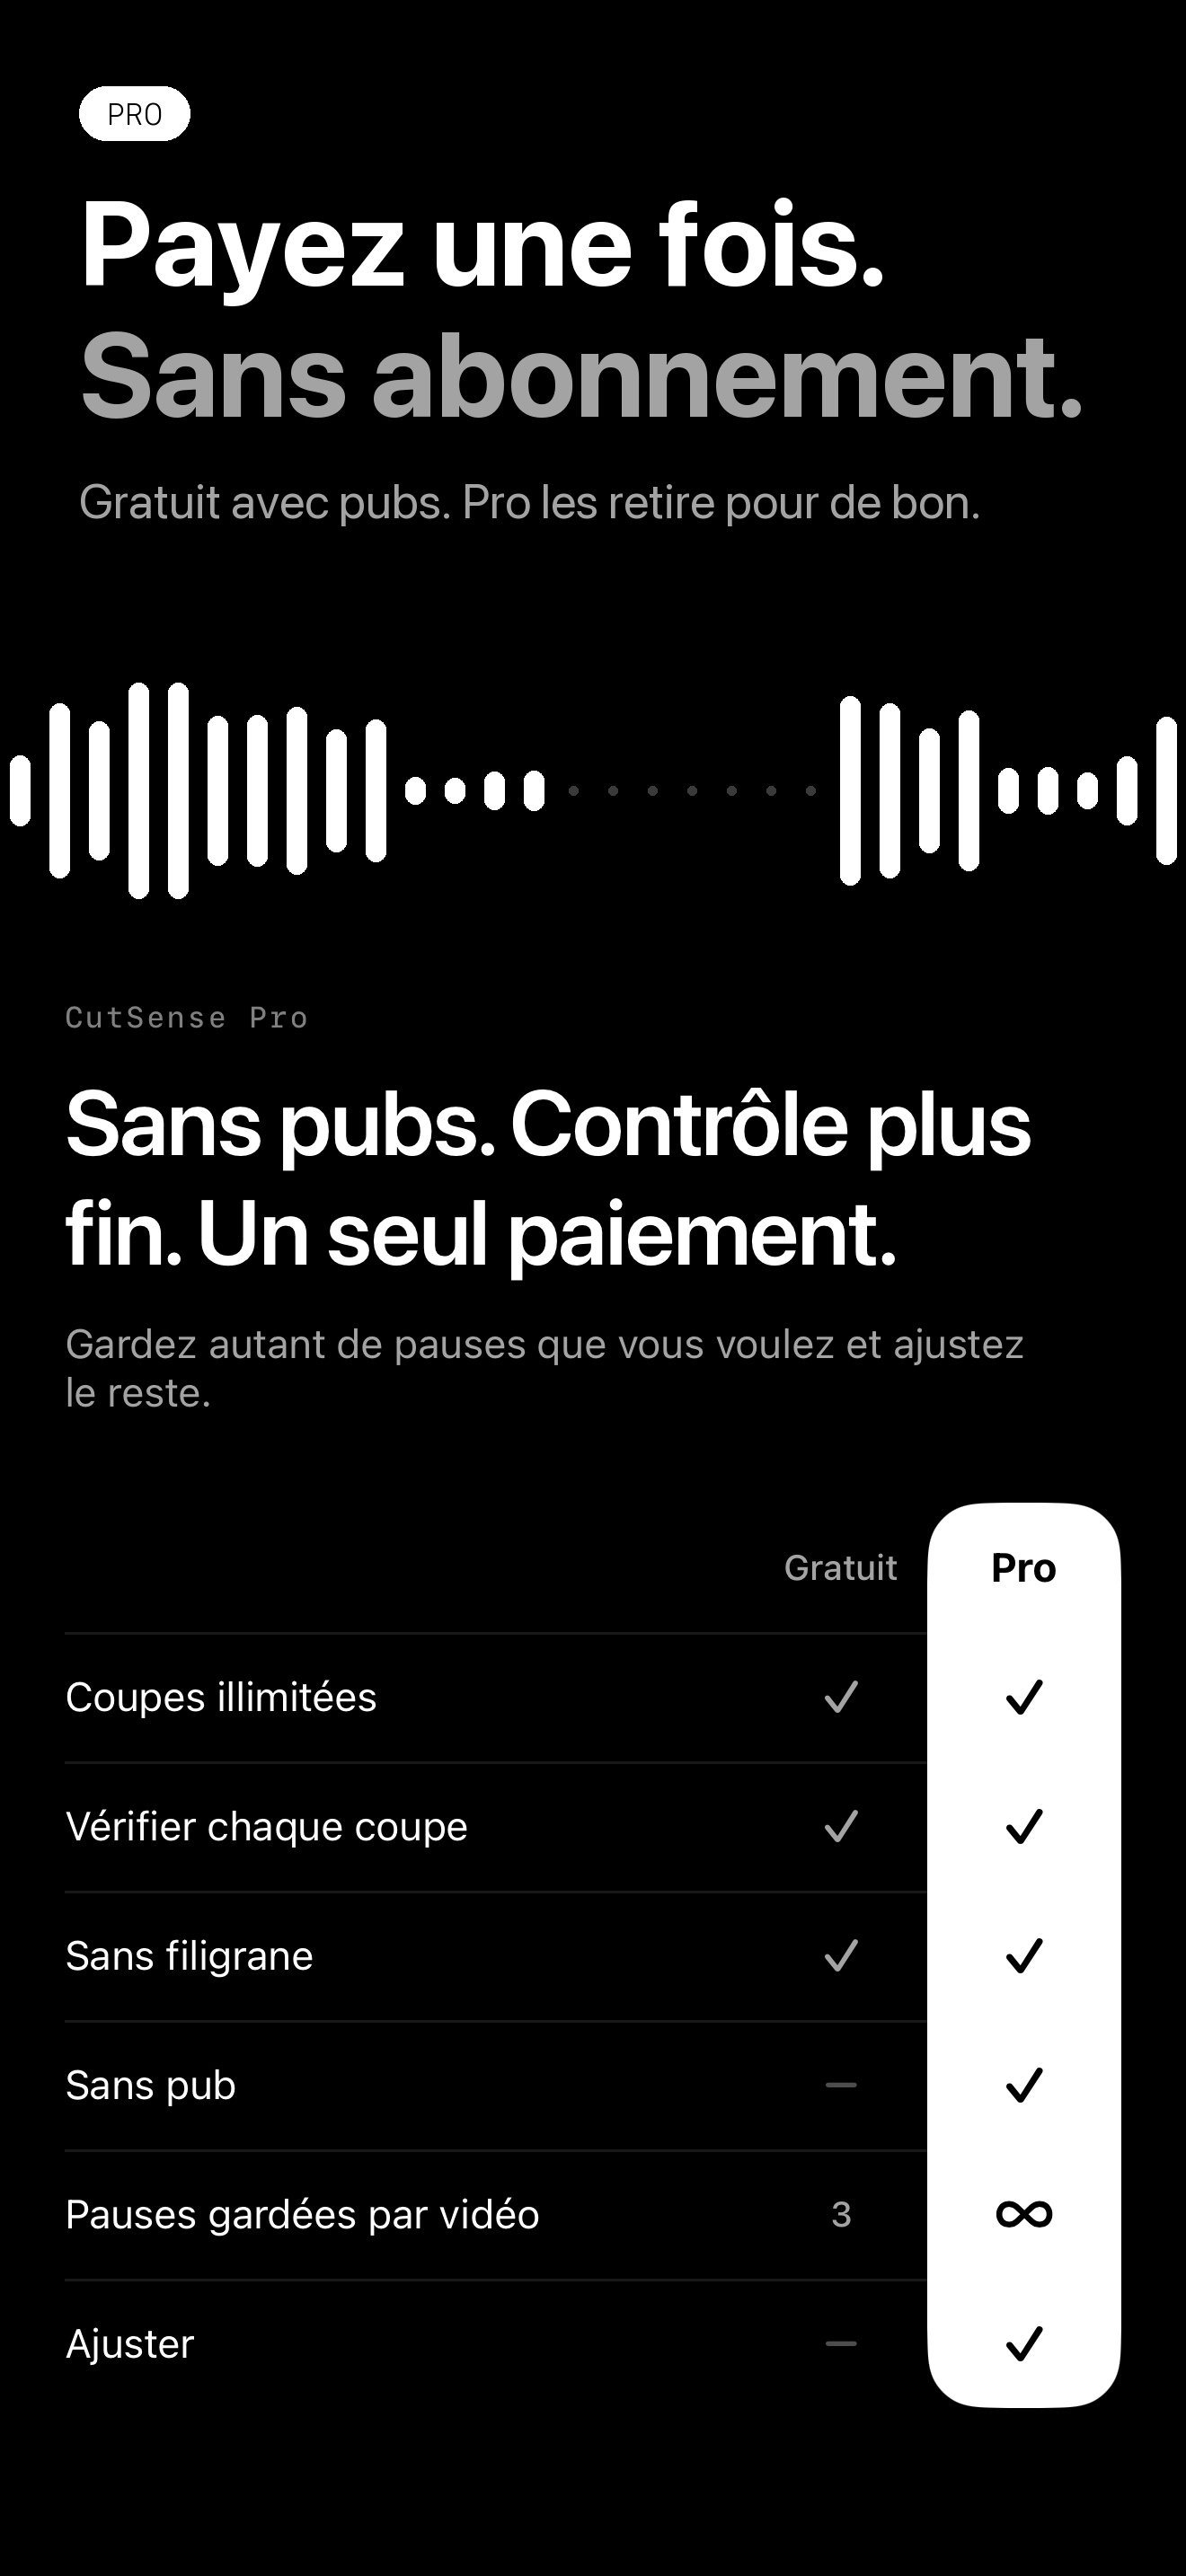 PRO
Payez une fois.
Sans abonnement.
Gratuit avec pubs. Pro les retire pour de bon.
CutSense Pro
Sans pubs. Contrôle plus
fin. Un seul paiement.
Gardez autant de pauses que vous voulez et ajustez
le reste.
Gratuit Pro
Coupes illimitées ✓ ✓
Vérifier chaque coupe ✓ ✓
Sans filigrane ✓ ✓
Sans pub — ✓
Pauses gardées par vidéo 3 ∞
Ajuster — ✓